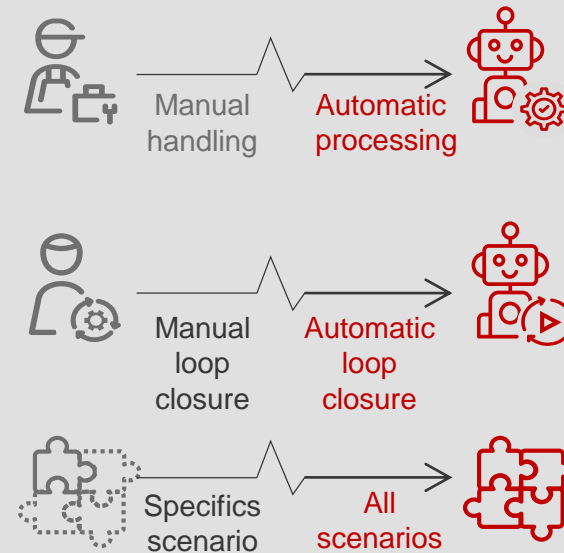 Manual
handling
Automatic
processing
Manual
loop
closure
Automatic
loop
closure
Specifics
scenario
All
scenarios